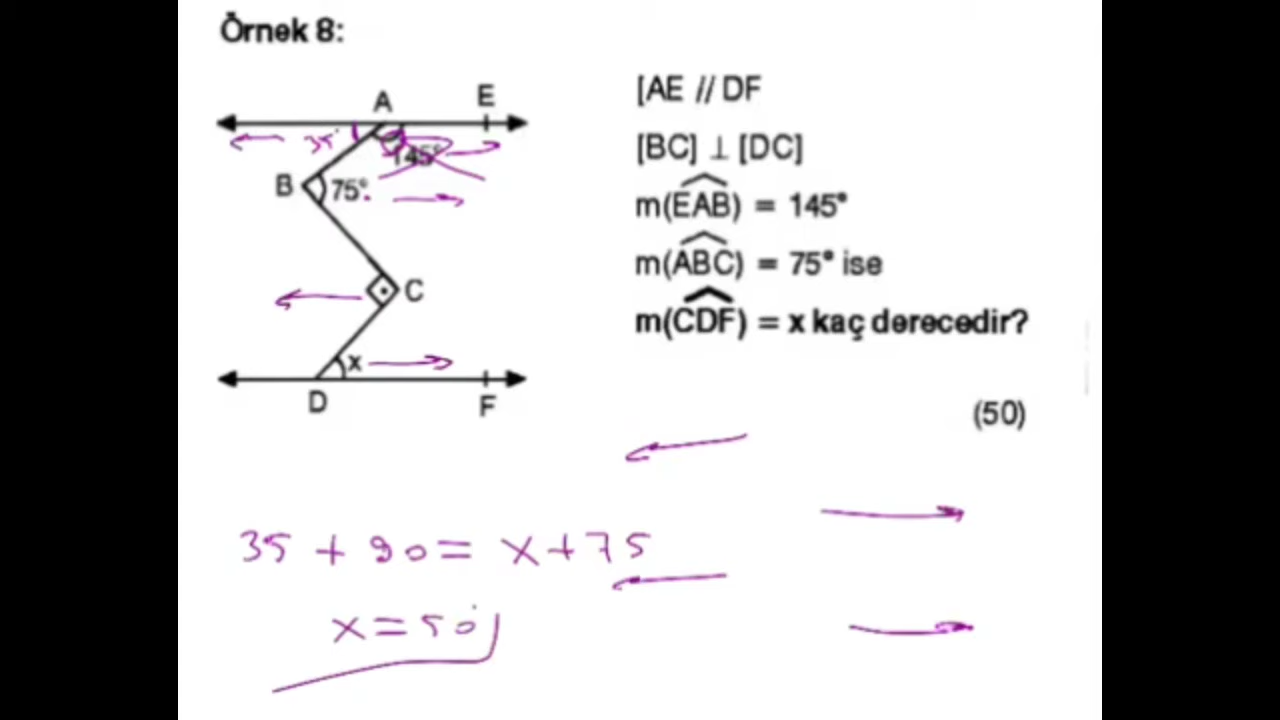 Örnek 8:
A
E
35°
145°
B
75°
C
x
D
F
[AE // DF
[BC] ⊥ [DC]
m(EAB) = 145°
m(ABC) = 75° ise
m(CDF) = x kaç derecedir?
(50)
35 + 90 = x + 75
x = 50